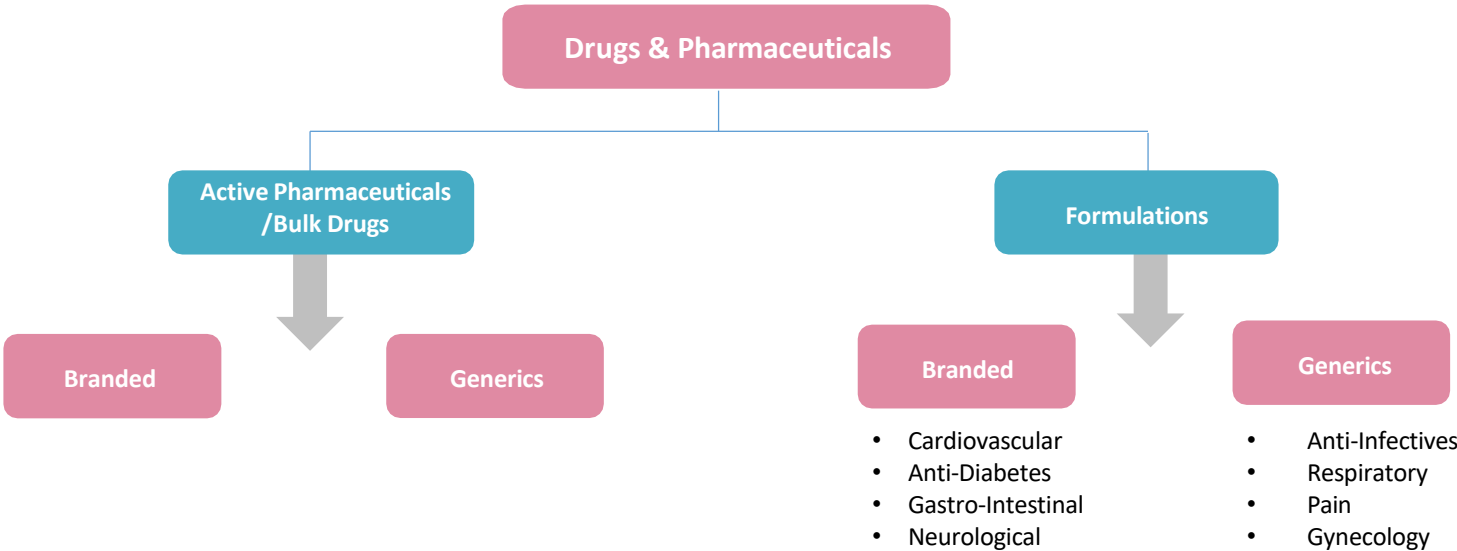 Drugs & Pharmaceuticals
Active Pharmaceuticals
/Bulk Drugs
Formulations
Branded
Generics
Branded
Generics
• Cardiovascular
• Anti-Diabetes
• Gastro-Intestinal
• Neurological
• Anti-Infectives
• Respiratory
• Pain
• Gynecology